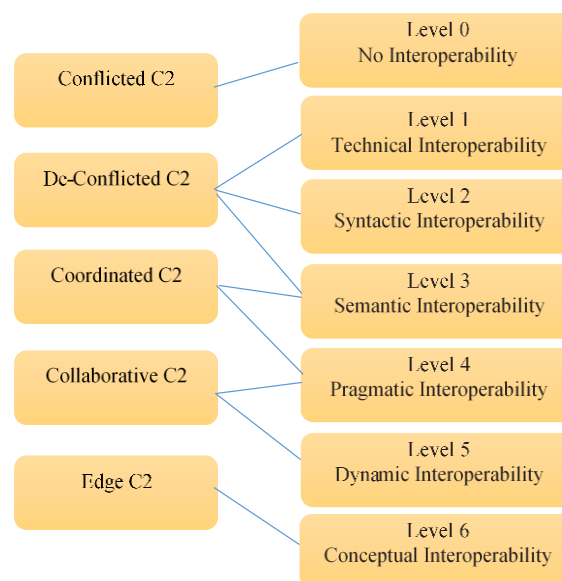 Conflicted C2
De-Conflicted C2
Coordinated C2
Collaborative C2
Edge C2
Level 0
No Interoperability
Level 1
Technical Interoperability
Level 2
Syntactic Interoperability
Level 3
Semantic Interoperability
Level 4
Pragmatic Interoperability
Level 5
Dynamic Interoperability
Level 6
Conceptual Interoperability